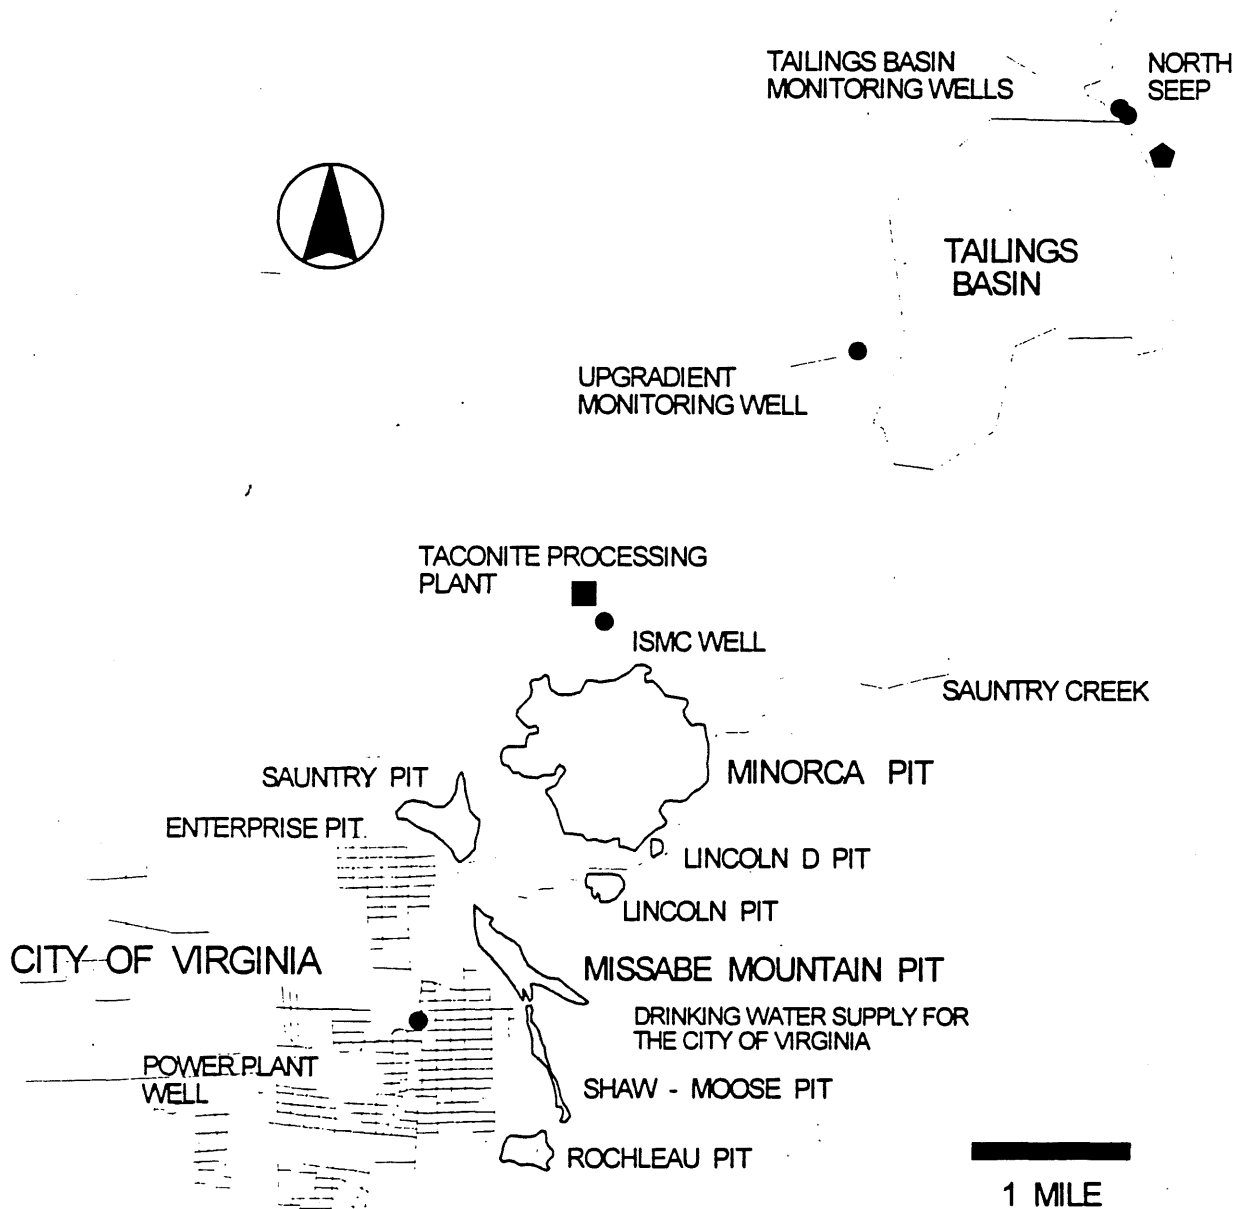 TAILINGS BASIN
MONITORING WELLS
NORTH
SEEP
TAILINGS
BASIN
UPGRADIENT
MONITORING WELL
TACONITE PROCESSING
PLANT
ISMC WELL
SAUNTRY CREEK
MINORCA PIT
SAUNTRY PIT
ENTERPRISE PIT
LINCOLN D PIT
LINCOLN PIT
CITY OF VIRGINIA
MISSABE MOUNTAIN PIT
DRINKING WATER SUPPLY FOR
THE CITY OF VIRGINIA
POWER PLANT
WELL
SHAW - MOOSE PIT
ROCHLEAU PIT
1 MILE